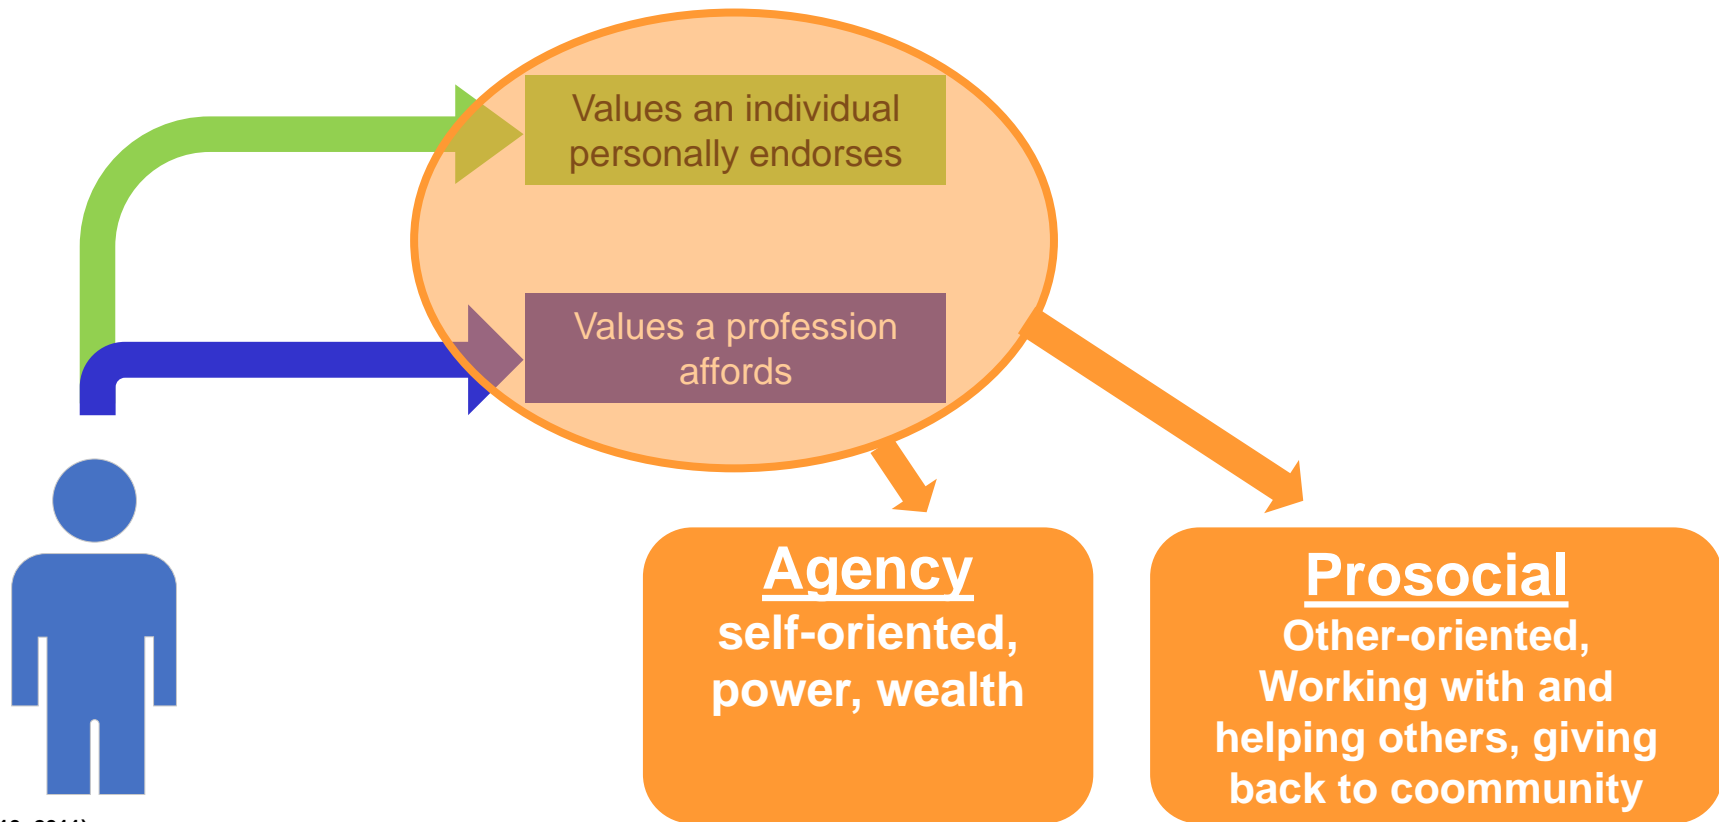 Values an individual
personally endorses
Values a profession
affords
Agency
self-oriented,
power, wealth
Prosocial
Other-oriented,
Working with and
helping others, giving
back to coommunity